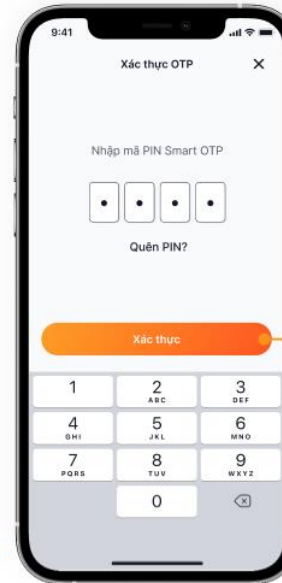 9:41
Xác thực OTP
Nhập mã PIN Smart OTP
Quên PIN?
Xác thực
1 2 3
ABC DEF
4 5 6
GHI JKL MNO
7 8 9
PQRS TUV WXYZ
0